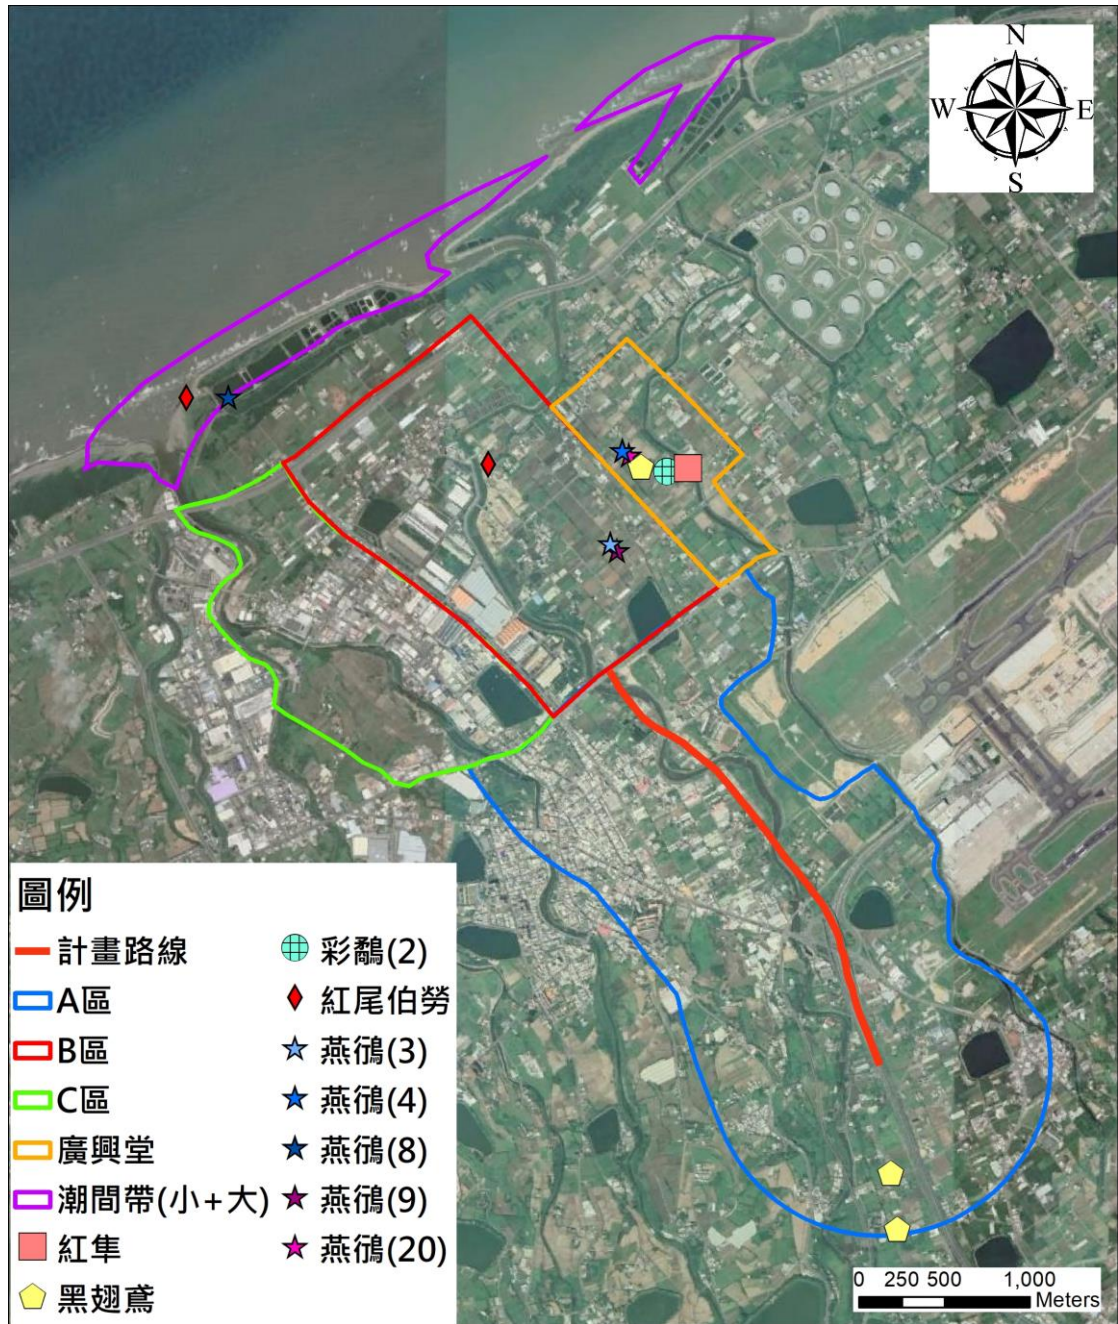 N
W E
S
圖例
計畫路線
A區
B區
C區
廣興堂
潮間帶(小+大)
紅隼
黑翅鳶
彩鷸(2)
紅尾伯勞
燕鴴(3)
燕鴴(4)
燕鴴(8)
燕鴴(9)
燕鴴(20)
0 250 500 1,000
Meters